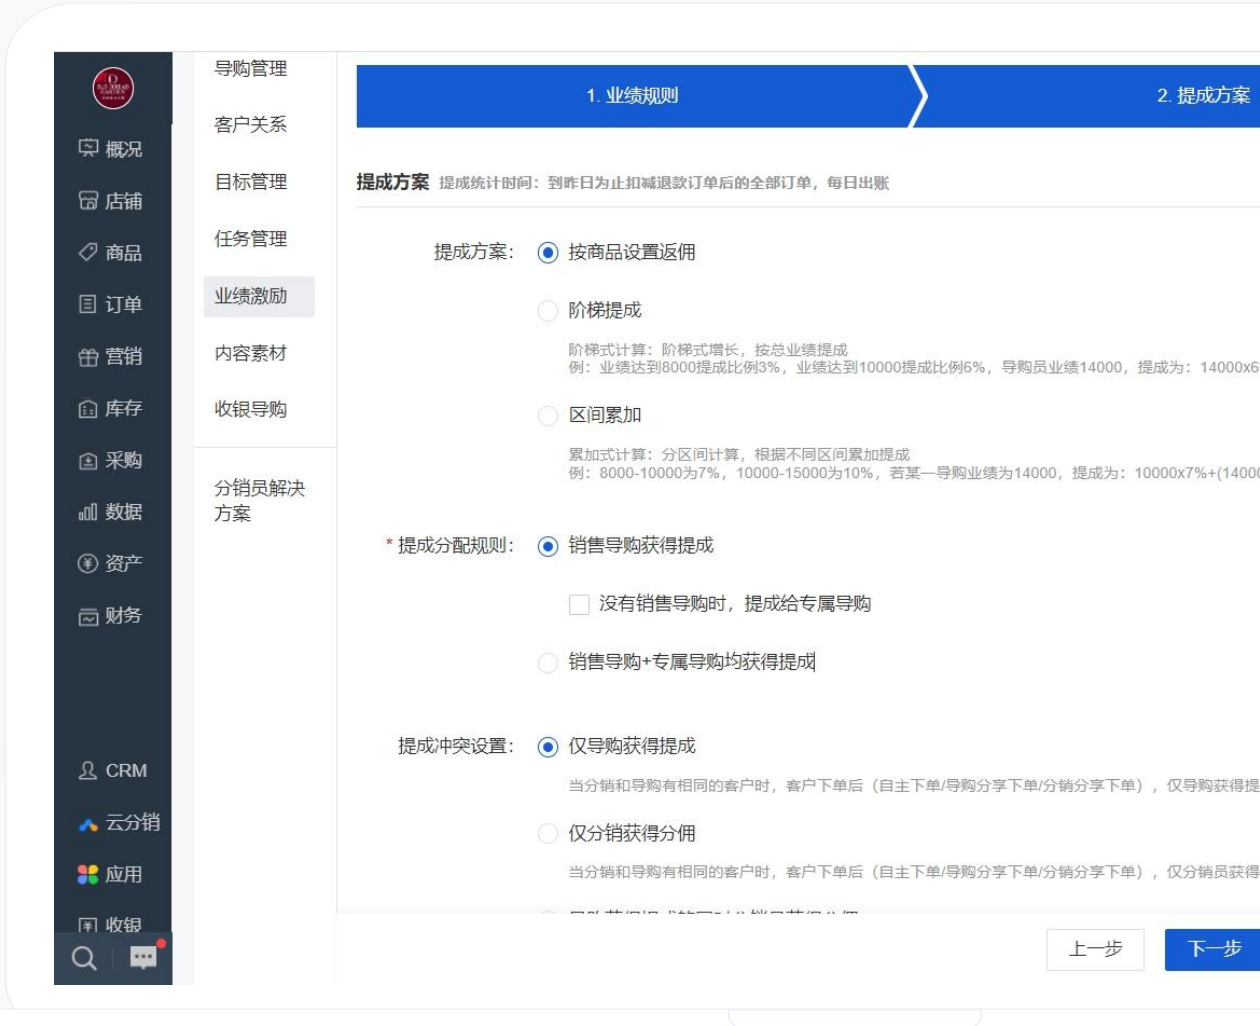 概况
店铺
商品
订单
营销
库存
采购
数据
资产
财务
CRM
云分销
应用
收银
导购管理
客户关系
目标管理
任务管理
业绩激励
内容素材
收银导购
分销员解决
方案
1. 业绩规则
2. 提成方案
提成方案 提成统计时间：到昨日为止扣减退款订单后的全部订单，每日出账
提成方案：
按商品设置返佣
阶梯提成
阶梯式计算：阶梯式增长，按总业绩提成
例：业绩达到8000提成比例3%，业绩达到10000提成比例6%，导购员业绩14000，提成为：14000x6
区间累加
累加式计算：分区间计算，根据不同区间累加提成
例：8000-10000为7%，10000-15000为10%，若某一导购业绩为14000，提成为：10000x7%+(14000
* 提成分配规则：
销售导购获得提成
没有销售导购时，提成给专属导购
销售导购+专属导购均获得提成
提成冲突设置：
仅导购获得提成
当分销和导购有相同的客户时，客户下单后（自主下单/导购分享下单/分销分享下单），仅导购获得提
仅分销获得分佣
当分销和导购有相同的客户时，客户下单后（自主下单/导购分享下单/分销分享下单），仅分销员获得
上一步
下一步